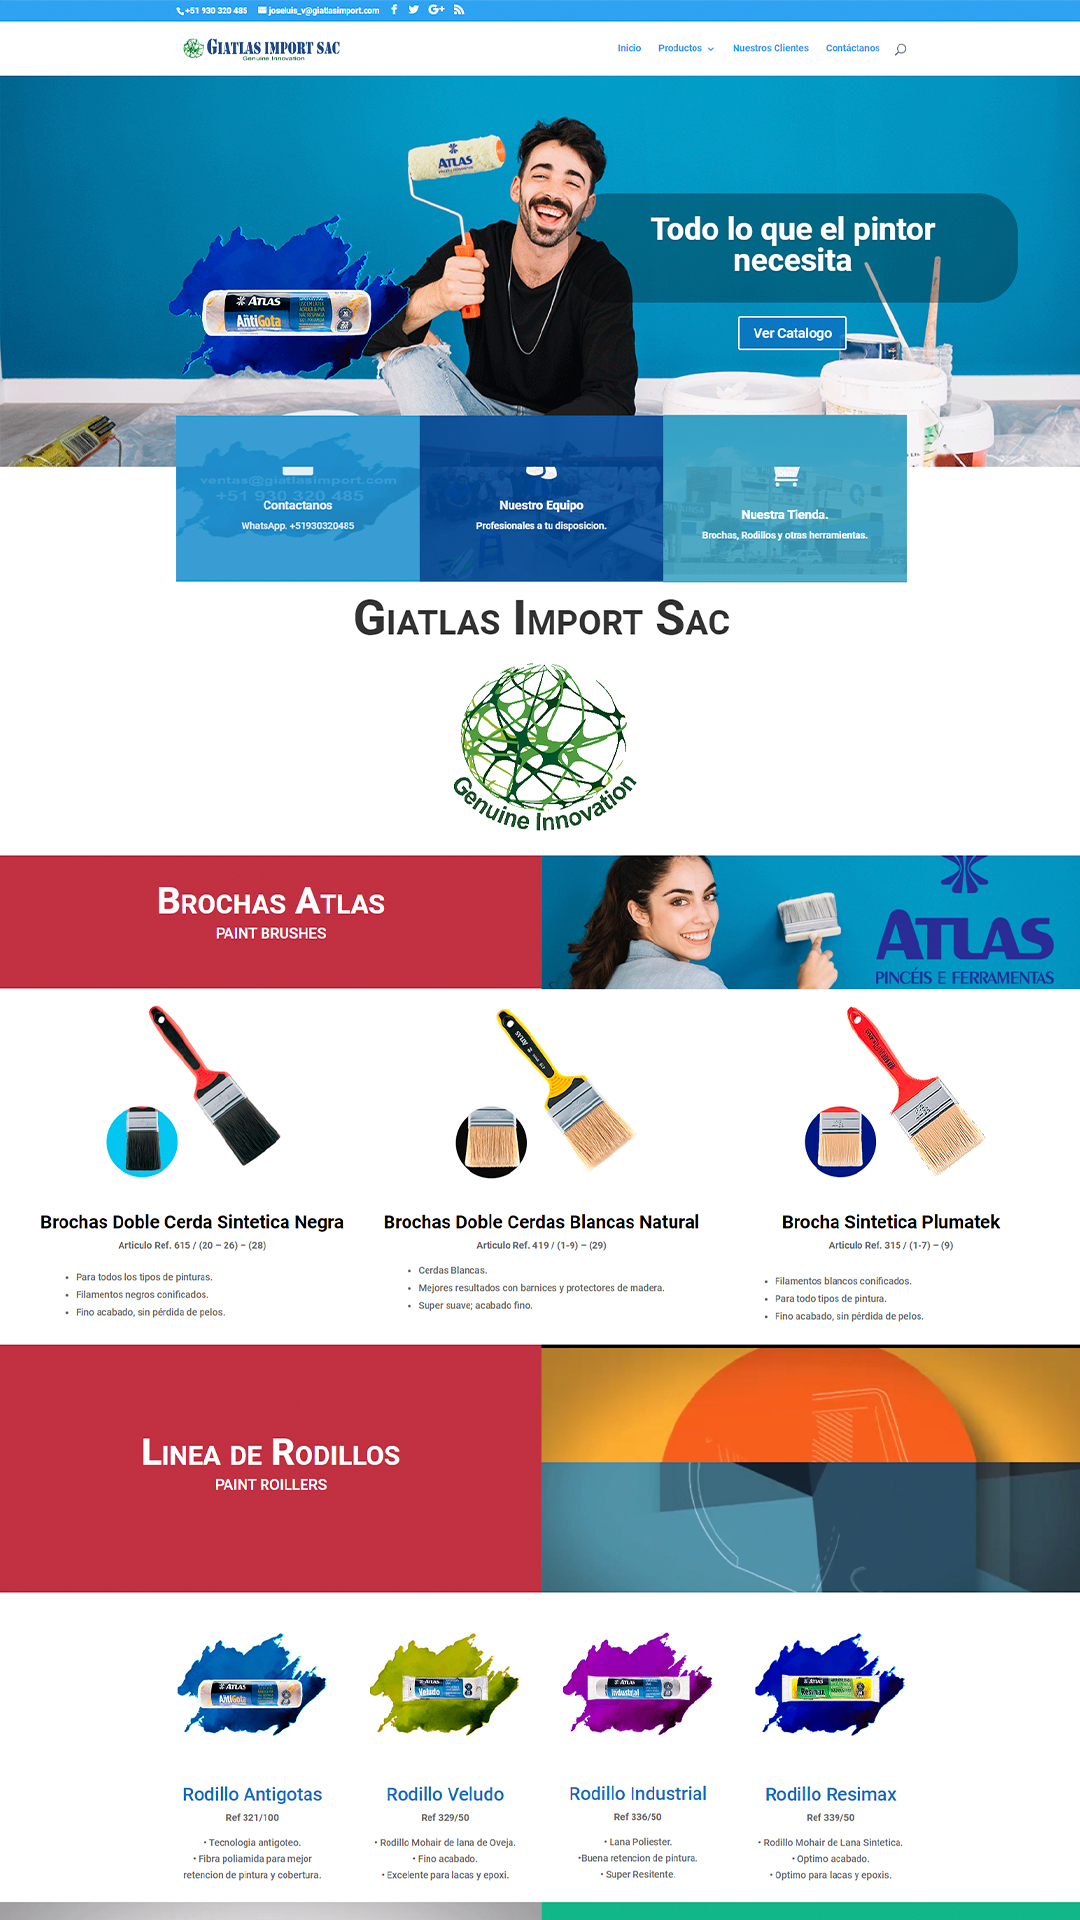 +51 930 320 485 joseluis_v@giatlasimport.com
GIATLAS IMPORT SAC
Genuine Innovation
Inicio Productos Nuestros Clientes Contáctanos
ATLAS
Todo lo que el pintor
necesita
ATLAS
AntiGota
Ver Catalogo
ventas@giatlasimport.com
+51 930 320 485
Contactanos
WhatsApp. +51930320485
Nuestro Equipo
Profesionales a tu disposicion.
Nuestra Tienda.
Brochas, Rodillos y otras herramientas.
Giatlas Import Sac
Genuine Innovation
Brochas Atlas
PAINT BRUSHES
ATLAS
PINCÉIS E FERRAMENTAS
ATLAS
Brochas Doble Cerda Sintetica Negra
Articulo Ref. 615 / (20 – 26) – (28)
• Para todos los tipos de pinturas.
• Filamentos negros conificados.
• Fino acabado, sin pérdida de pelos.
Brochas Doble Cerdas Blancas Natural
Articulo Ref. 419 / (1-9) – (29)
• Cerdas Blancas.
• Mejores resultados con barnices y protectores de madera.
• Super suave; acabado fino.
Brocha Sintetica Plumatek
Articulo Ref. 315 / (1-7) – (9)
• Filamentos blancos conificados.
• Para todo tipos de pintura.
• Fino acabado, sin pérdida de pelos.
Linea de Rodillos
PAINT ROILLERS
ATLAS
AntiGota
ATLAS
Veludo
ATLAS
Industrial
ATLAS
Resimax
Rodillo Antigotas
Ref 321/100
• Tecnologia antigoteo.
• Fibra poliamida para mejor
retencion de pintura y cobertura.
Rodillo Veludo
Ref 329/50
• Rodillo Mohair de lana de Oveja.
• Fino acabado.
• Excelente para lacas y epoxi.
Rodillo Industrial
Ref 336/50
• Lana Poliester.
•Buena retencion de pintura.
• Super Resitente.
Rodillo Resimax
Ref 339/50
• Rodillo Mohair de Lana Sintetica.
• Optimo acabado.
• Optimo para lacas y epoxis.